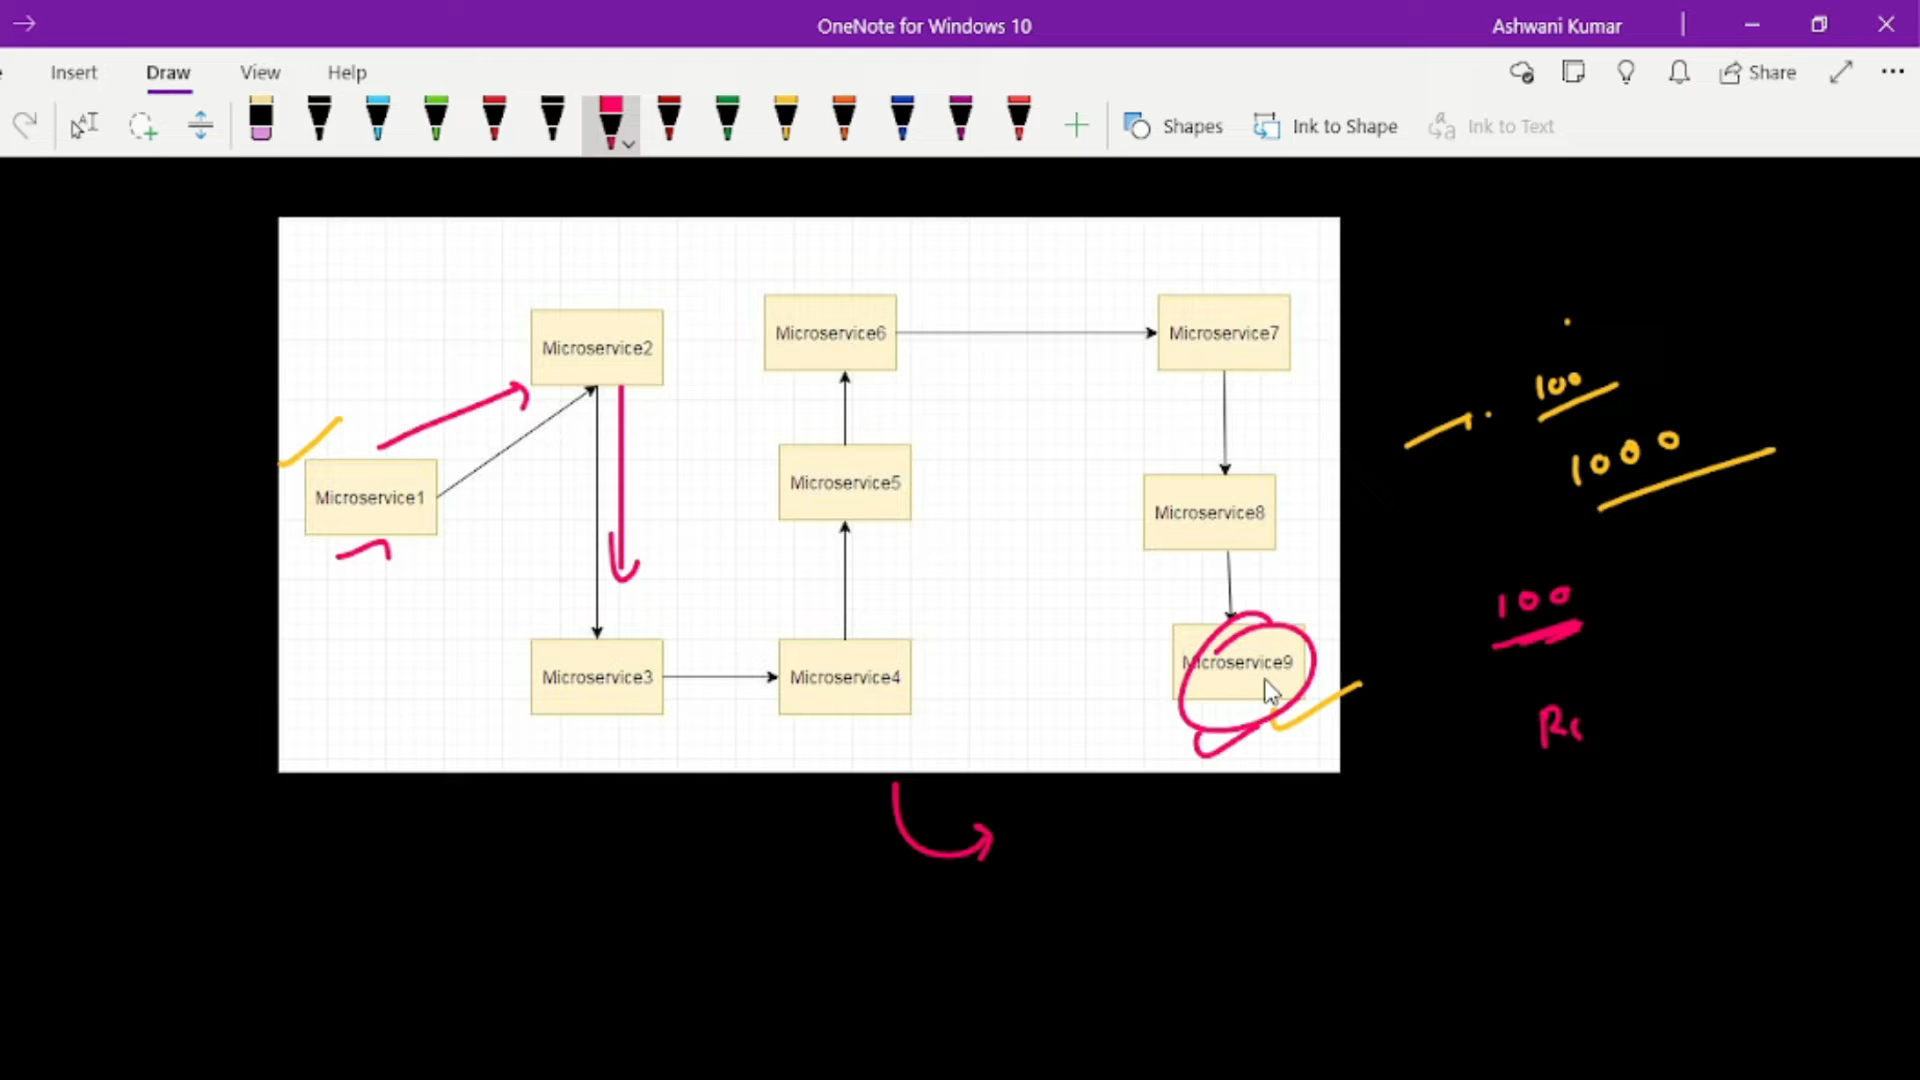 OneNote for Windows 10
Ashwani Kumar
Insert Draw View Help
Share
Shapes
Ink to Shape
Ink to Text
Microservice6
Microservice7
Microservice2
Microservice1
Microservice5
Microservice8
Microservice3
Microservice4
Microservice9
100
1000
100